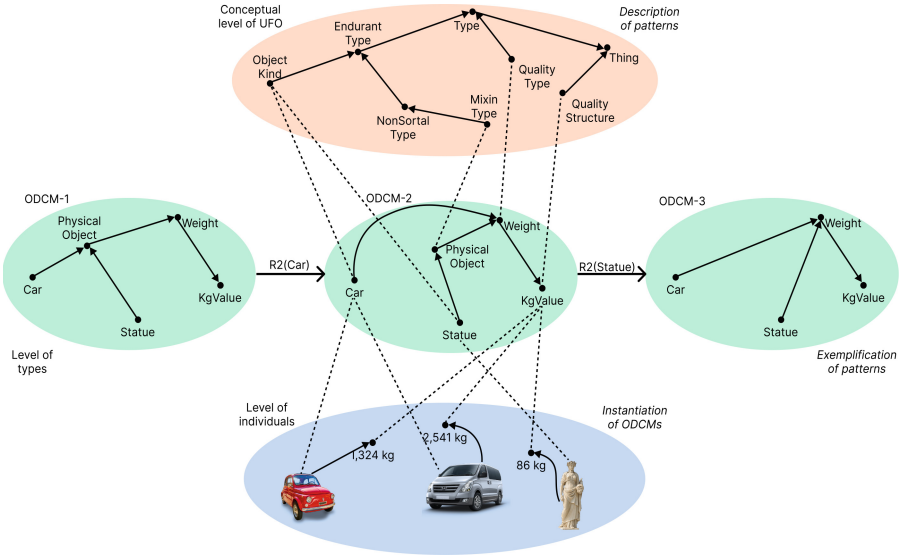 Conceptual
level of UFO
Description
of patterns
Type
Endurant
Type
Thing
Object
Kind
Quality
Type
Mixin
Type
Quality
Structure
NonSortal
Type
ODCM-1
ODCM-2
ODCM-3
Physical
Object
Weight
Car
KgValue
Statue
R2(Car)
Weight
Physical
Object
Car
KgValue
Statue
R2(Statue)
Weight
Car
KgValue
Statue
Level of
types
Exemplification
of patterns
Level of
individuals
Instantiation
of ODCMs
1,324 kg
2,541 kg
86 kg